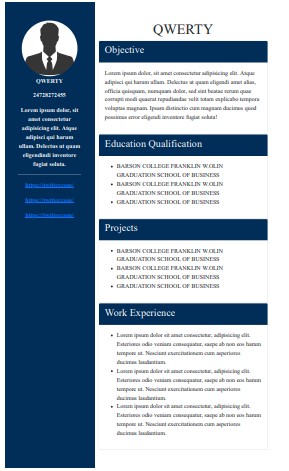 QWERTY
24728272455
Lorem ipsum dolor, sit
amet consectetur
adipisicing elit. Atque
adipisci qui harum
ullam. Delectus ut quam
eligendindi inventore
fugiat soluta.
https://twitter.com/
https://twitter.com/
https://twitter.com/
QWERTY
Objective
Lorem ipsum dolor, sit amet consectetur adipisicing elit. Atque
adipisci qui harum ullam. Delectus ut quam eligendi amet alias,
officia quisquam, numquam dolor, sed sint beatae rerum quae
corrupti modi quaerat repudiandae velit totam explicabo tempora
voluptas magnam. Ipsum distinctio cum magnam ducimus quod
possimus error eligendi inventore fugiat soluta!
Education Qualification
• BARSON COLLEGE FRANKLIN W.OLIN
GRADUATION SCHOOL OF BUSINESS
• BARSON COLLEGE FRANKLIN W.OLIN
GRADUATION SCHOOL OF BUSINESS
• GRADUATION SCHOOL OF BUSINESS
Projects
• BARSON COLLEGE FRANKLIN W.OLIN
GRADUATION SCHOOL OF BUSINESS
• BARSON COLLEGE FRANKLIN W.OLIN
GRADUATION SCHOOL OF BUSINESS
• GRADUATION SCHOOL OF BUSINESS
Work Experience
• Lorem ipsum dolor sit amet consectetur, adipisicing elit.
Esteriores odio veniam consequatur, saepe ab non eos harum
tempore ut. Nesciunt exercitationem cum asperiores
ducimus laudantium.
• Lorem ipsum dolor sit amet consectetur, adipisicing elit.
Esteriores odio veniam consequatur, saepe ab non eos harum
tempore ut. Nesciunt exercitationem cum asperiores
ducimus laudantium.
• Lorem ipsum dolor sit amet consectetur, adipisicing elit.
Esteriores odio veniam consequatur, saepe ab non eos harum
tempore ut. Nesciunt exercitationem cum asperiores
ducimus laudantium.